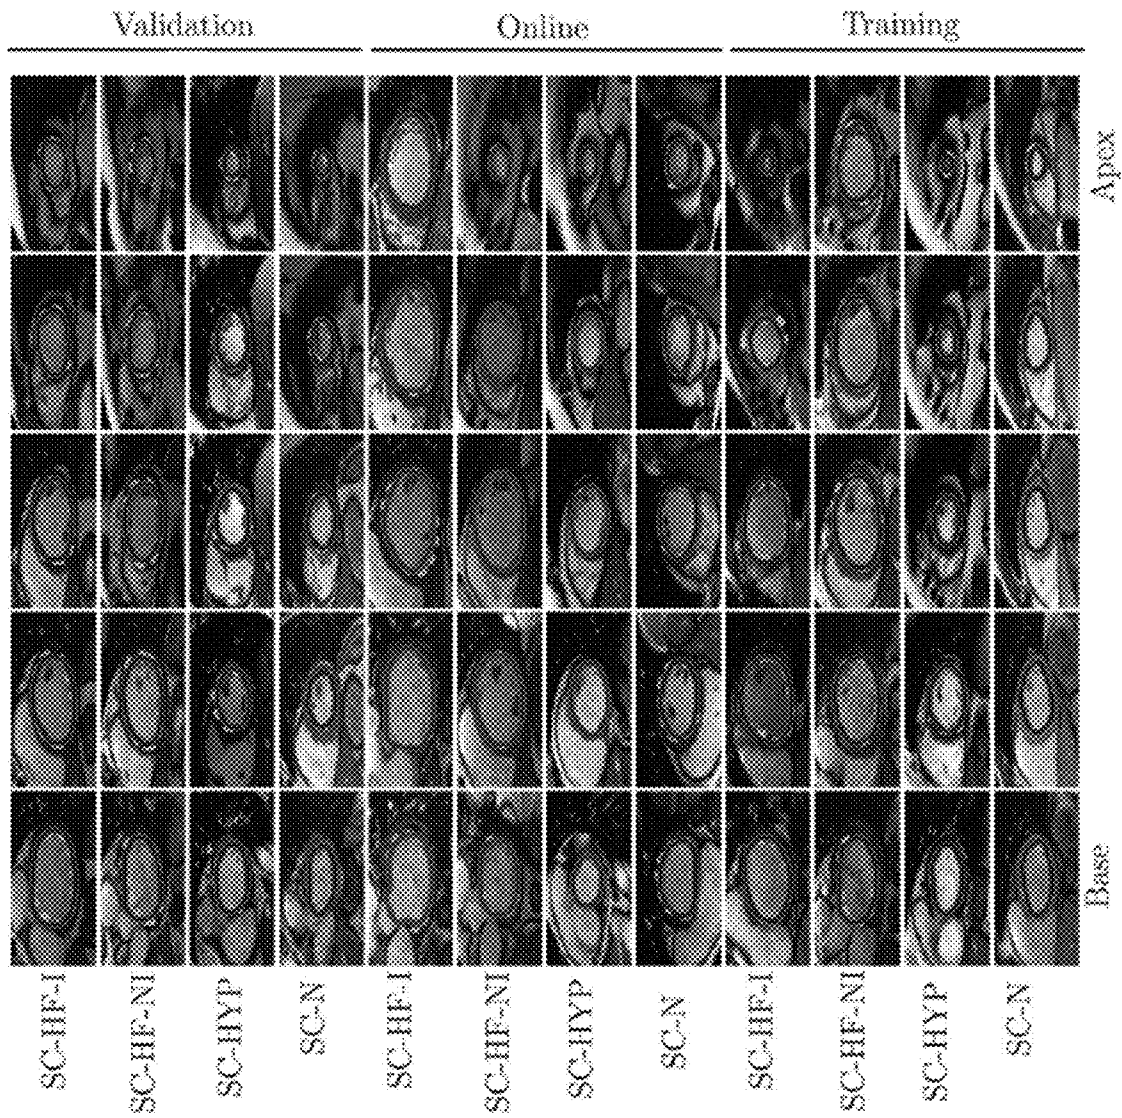 Validation
Online
Training
Apex
Base
SC-HF-I
SC-HF-NI
SC-HYP
SC-N
SC-HF-I
SC-HF-NI
SC-HYP
SC-N
SC-HF-I
SC-HF-NI
SC-HYP
SC-N